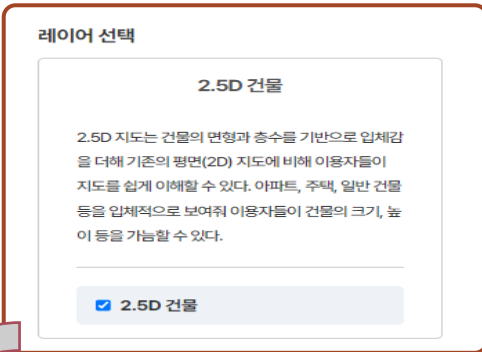 레이어 선택
2.5D 건물
2.5D 지도는 건물의 면형과 층수를 기반으로 입체감
을 더해 기존의 평면(2D) 지도에 비해 이용자들이
지도를 쉽게 이해할 수 있다. 아파트, 주택, 일반 건물
등을 입체적으로 보여줘 이용자들이 건물의 크기, 높
이 등을 가늠할 수 있다.
2.5D 건물